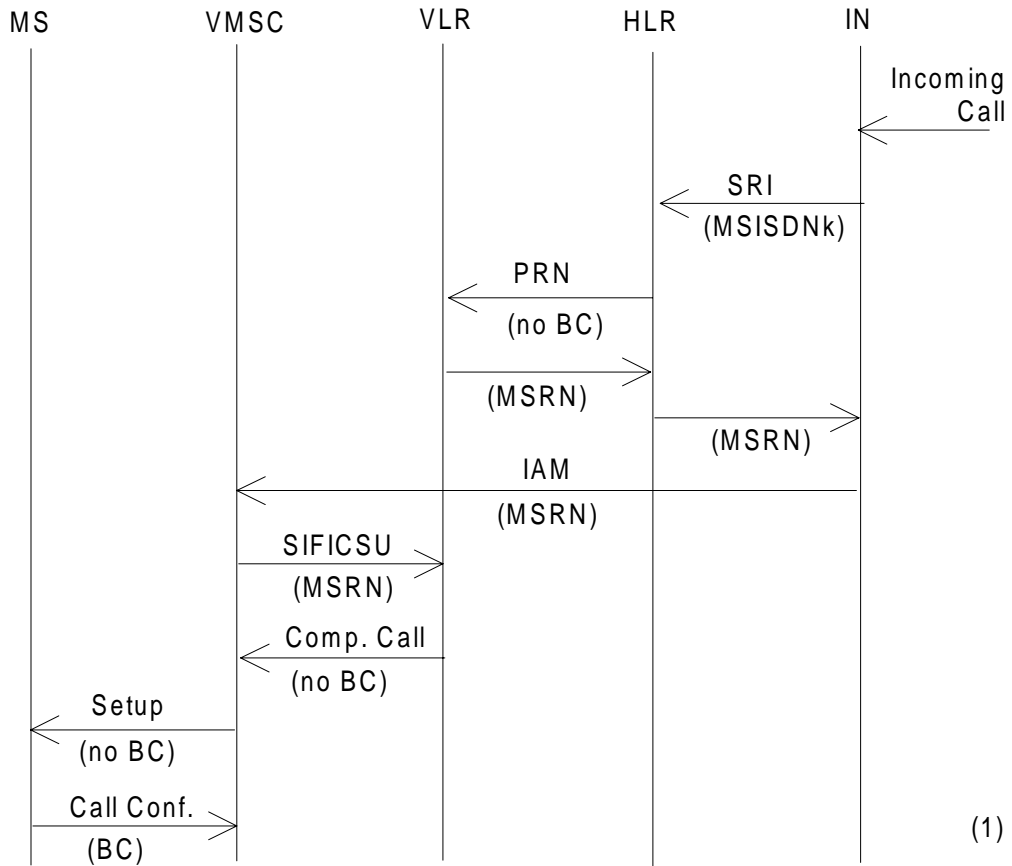 MS VMSC VLR HLR IN
Incoming
Call
SRI
(MSISDNk)
PRN
(no BC)
(MSRN)
(MSRN)
IAM
(MSRN)
SIFICSU
(MSRN)
Comp. Call
(no BC)
Setup
(no BC)
Call Conf.
(BC)
(1)